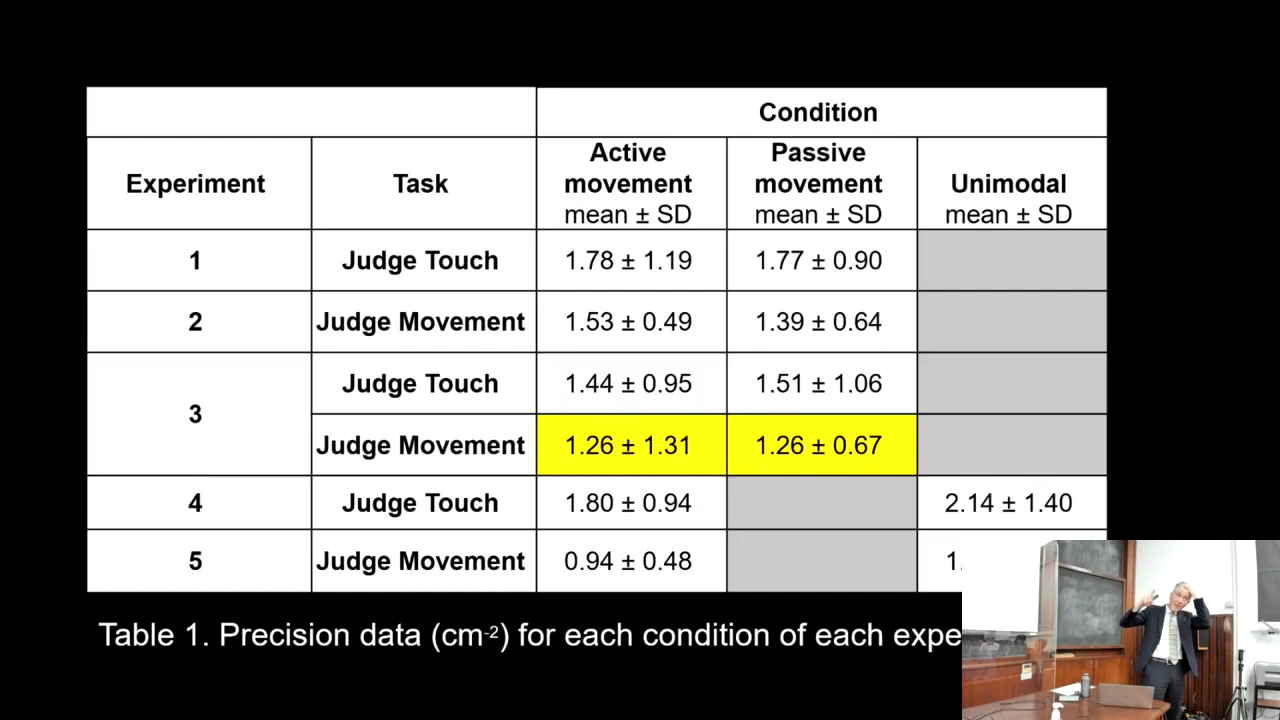 Condition
Experiment Task Active movement mean ± SD Passive movement mean ± SD Unimodal mean ± SD
1 Judge Touch 1.78 ± 1.19 1.77 ± 0.90
2 Judge Movement 1.53 ± 0.49 1.39 ± 0.64
3 Judge Touch 1.44 ± 0.95 1.51 ± 1.06
Judge Movement 1.26 ± 1.31 1.26 ± 0.67
4 Judge Touch 1.80 ± 0.94 2.14 ± 1.40
5 Judge Movement 0.94 ± 0.48 1.
Table 1. Precision data (cm-2) for each condition of each expe